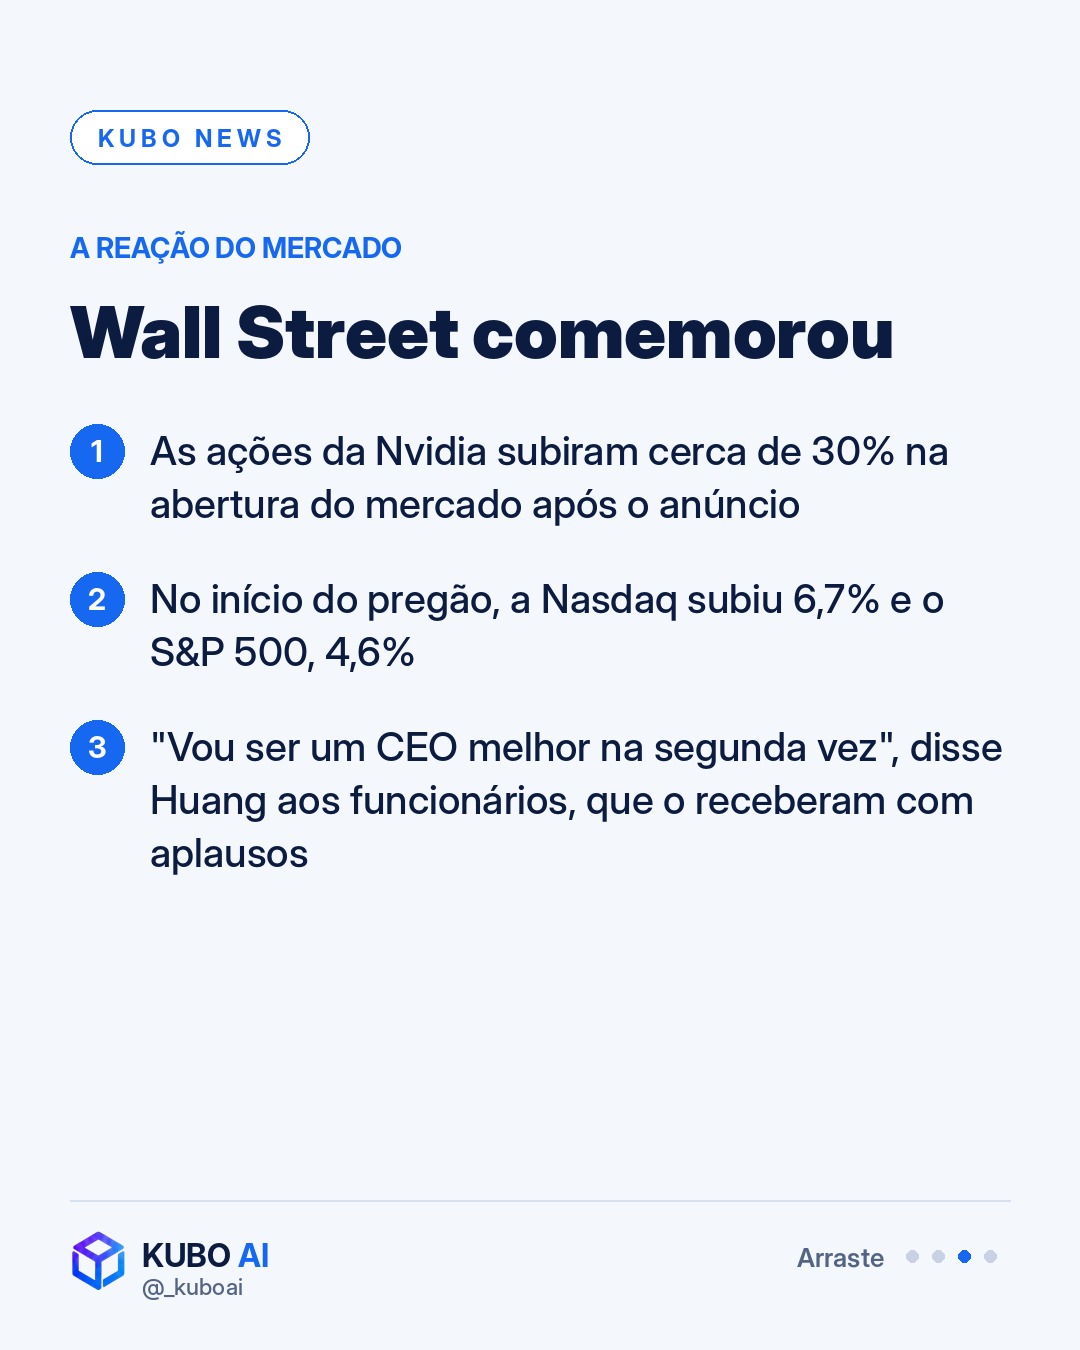 KUBO NEWS
A REAÇÃO DO MERCADO
Wall Street comemorou
1 As ações da Nvidia subiram cerca de 30% na
abertura do mercado após o anúncio
2 No início do pregão, a Nasdaq subiu 6,7% e o
S&P 500, 4,6%
3 "Vou ser um CEO melhor na segunda vez", disse
Huang aos funcionários, que o receberam com
aplausos
KUBO AI
@_kuboai
Arraste